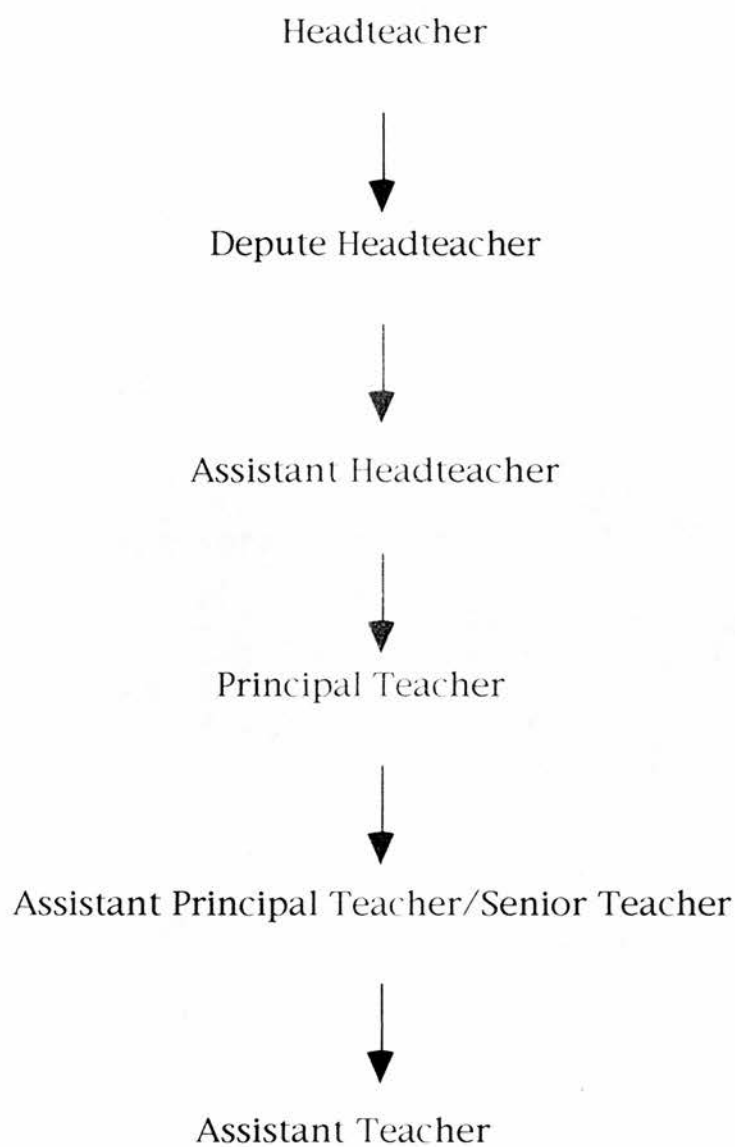 Headteacher
Depute Headteacher
Assistant Headteacher
Principal Teacher
Assistant Principal Teacher/Senior Teacher
Assistant Teacher